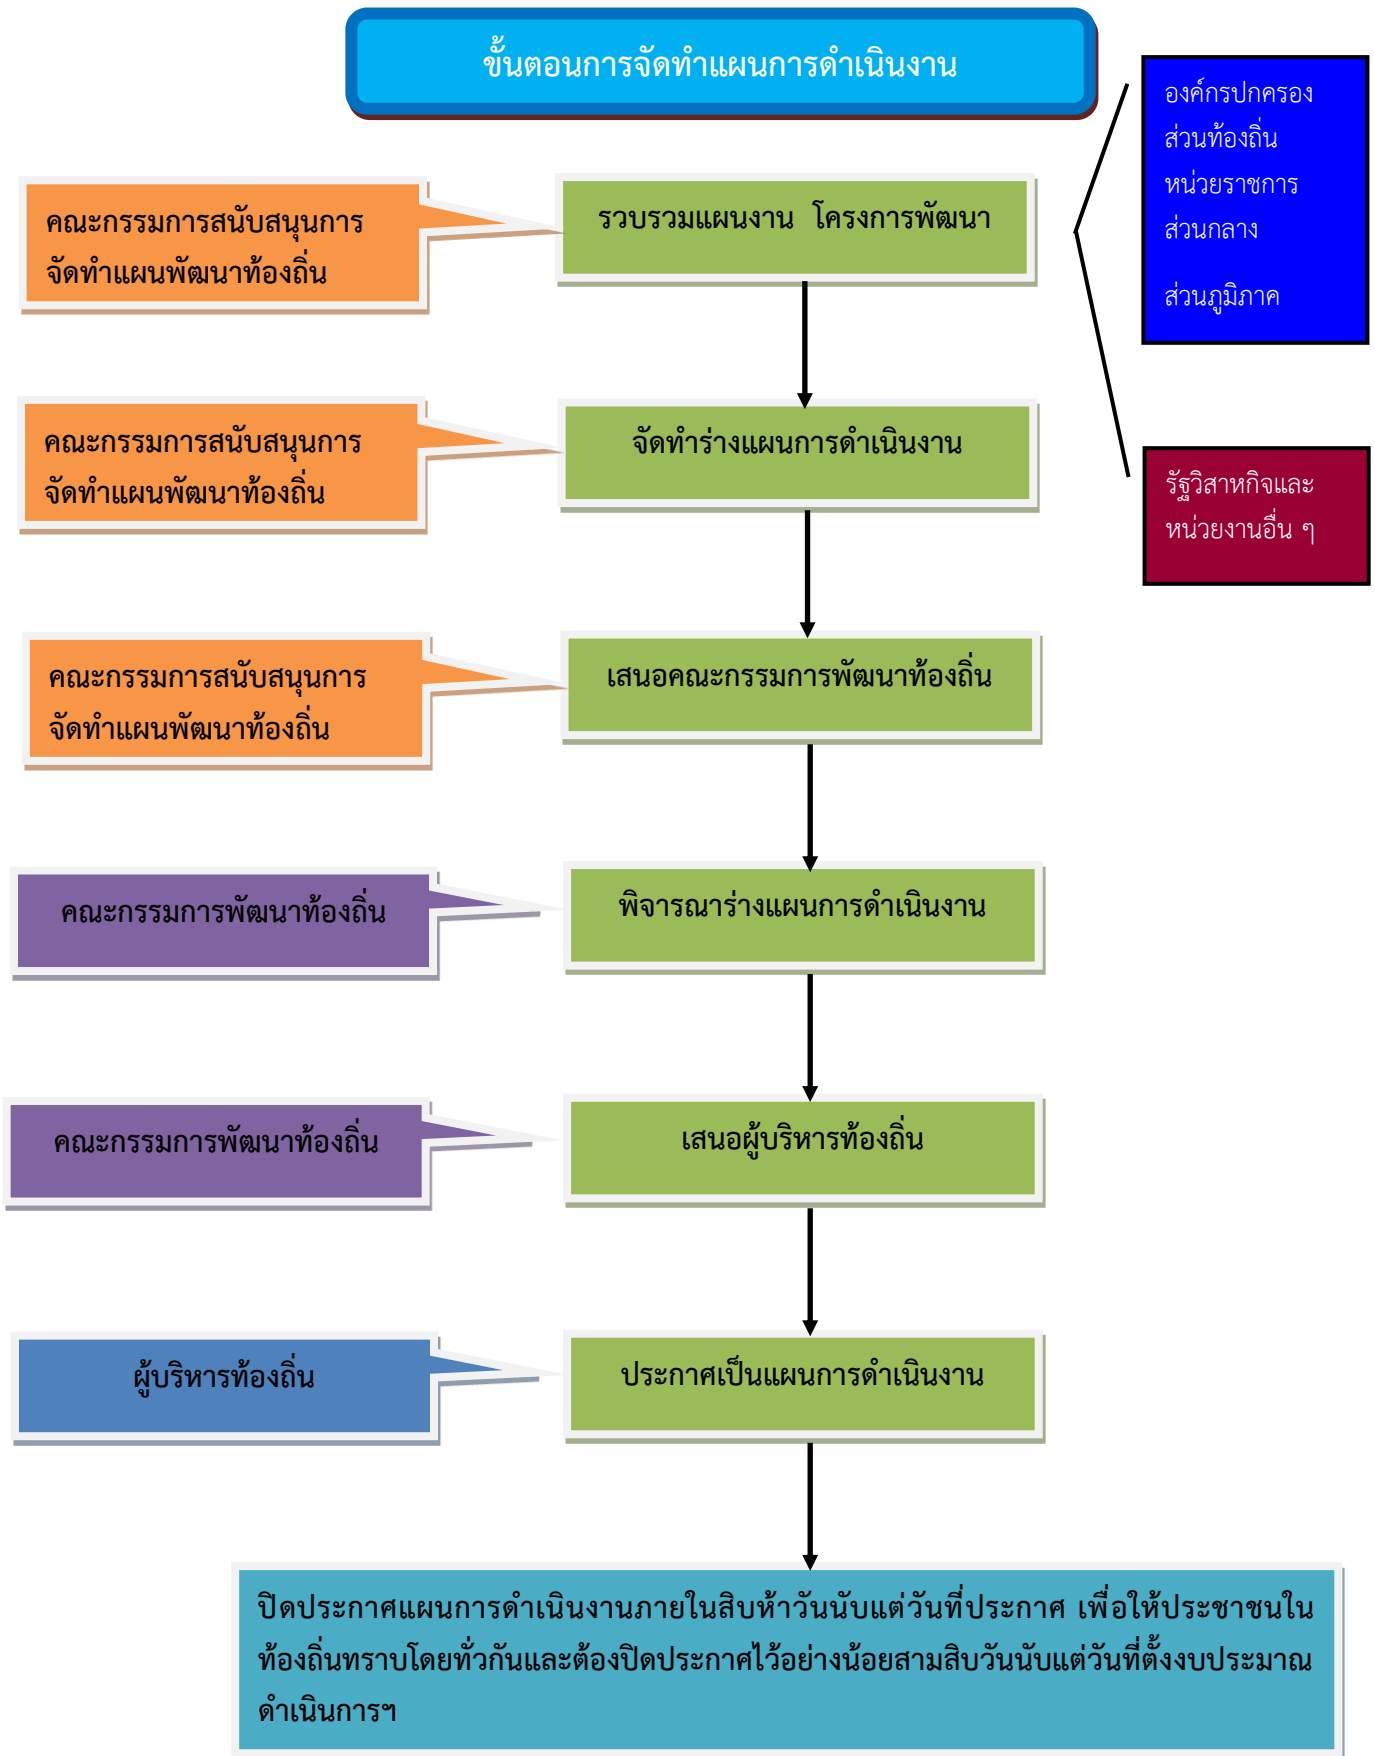 ขั้นตอนการจัดทำแผนการดำเนินงาน
องค์กรปกครอง
ส่วนท้องถิ่น
หน่วยราชการ
ส่วนกลาง
ส่วนภูมิภาค
คณะกรรมการสนับสนุนการ
จัดทำแผนพัฒนาท้องถิ่น
รวบรวมแผนงาน โครงการพัฒนา
คณะกรรมการสนับสนุนการ
จัดทำแผนพัฒนาท้องถิ่น
จัดทำร่างแผนการดำเนินงาน
รัฐวิสาหกิจและ
หน่วยงานอื่น ๆ
คณะกรรมการสนับสนุนการ
จัดทำแผนพัฒนาท้องถิ่น
เสนอคณะกรรมการพัฒนาท้องถิ่น
คณะกรรมการพัฒนาท้องถิ่น
พิจารณาร่างแผนการดำเนินงาน
คณะกรรมการพัฒนาท้องถิ่น
เสนอผู้บริหารท้องถิ่น
ผู้บริหารท้องถิ่น
ประกาศเป็นแผนการดำเนินงาน
ปิดประกาศแผนการดำเนินงานภายในสิบห้าวันนับแต่วันที่ประกาศ เพื่อให้ประชาชนใน
ท้องถิ่นทราบโดยทั่วกันและต้องปิดประกาศไว้อย่างน้อยสามสิบวันนับแต่วันที่ตั้งงบประมาณ
ดำเนินการฯ